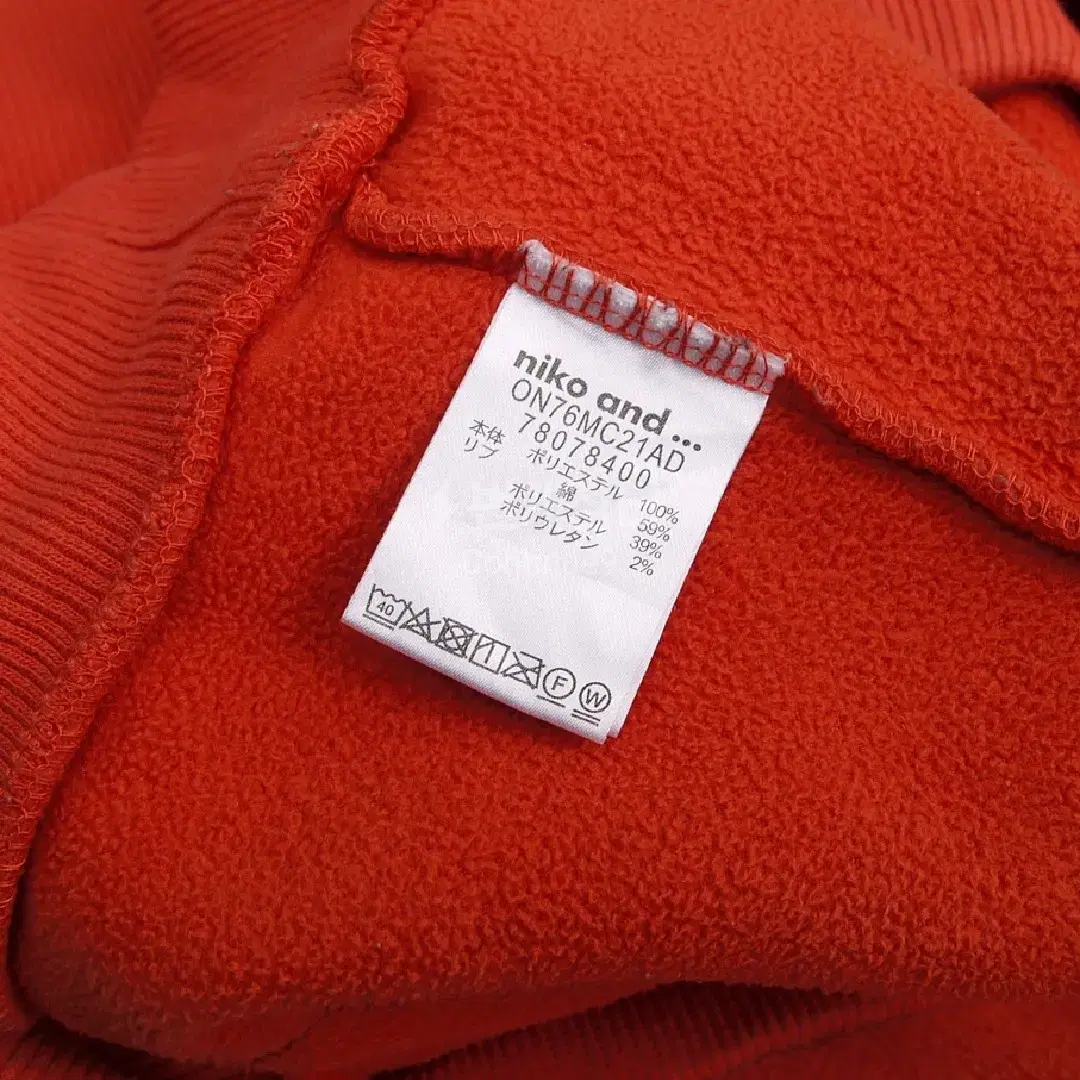 niko and ...
ON76MC21AD
78078400
本体 ポリエステル 100%
リブ 綿 59%
ポリエステル 39%
ポリウレタン 2%
40 F W